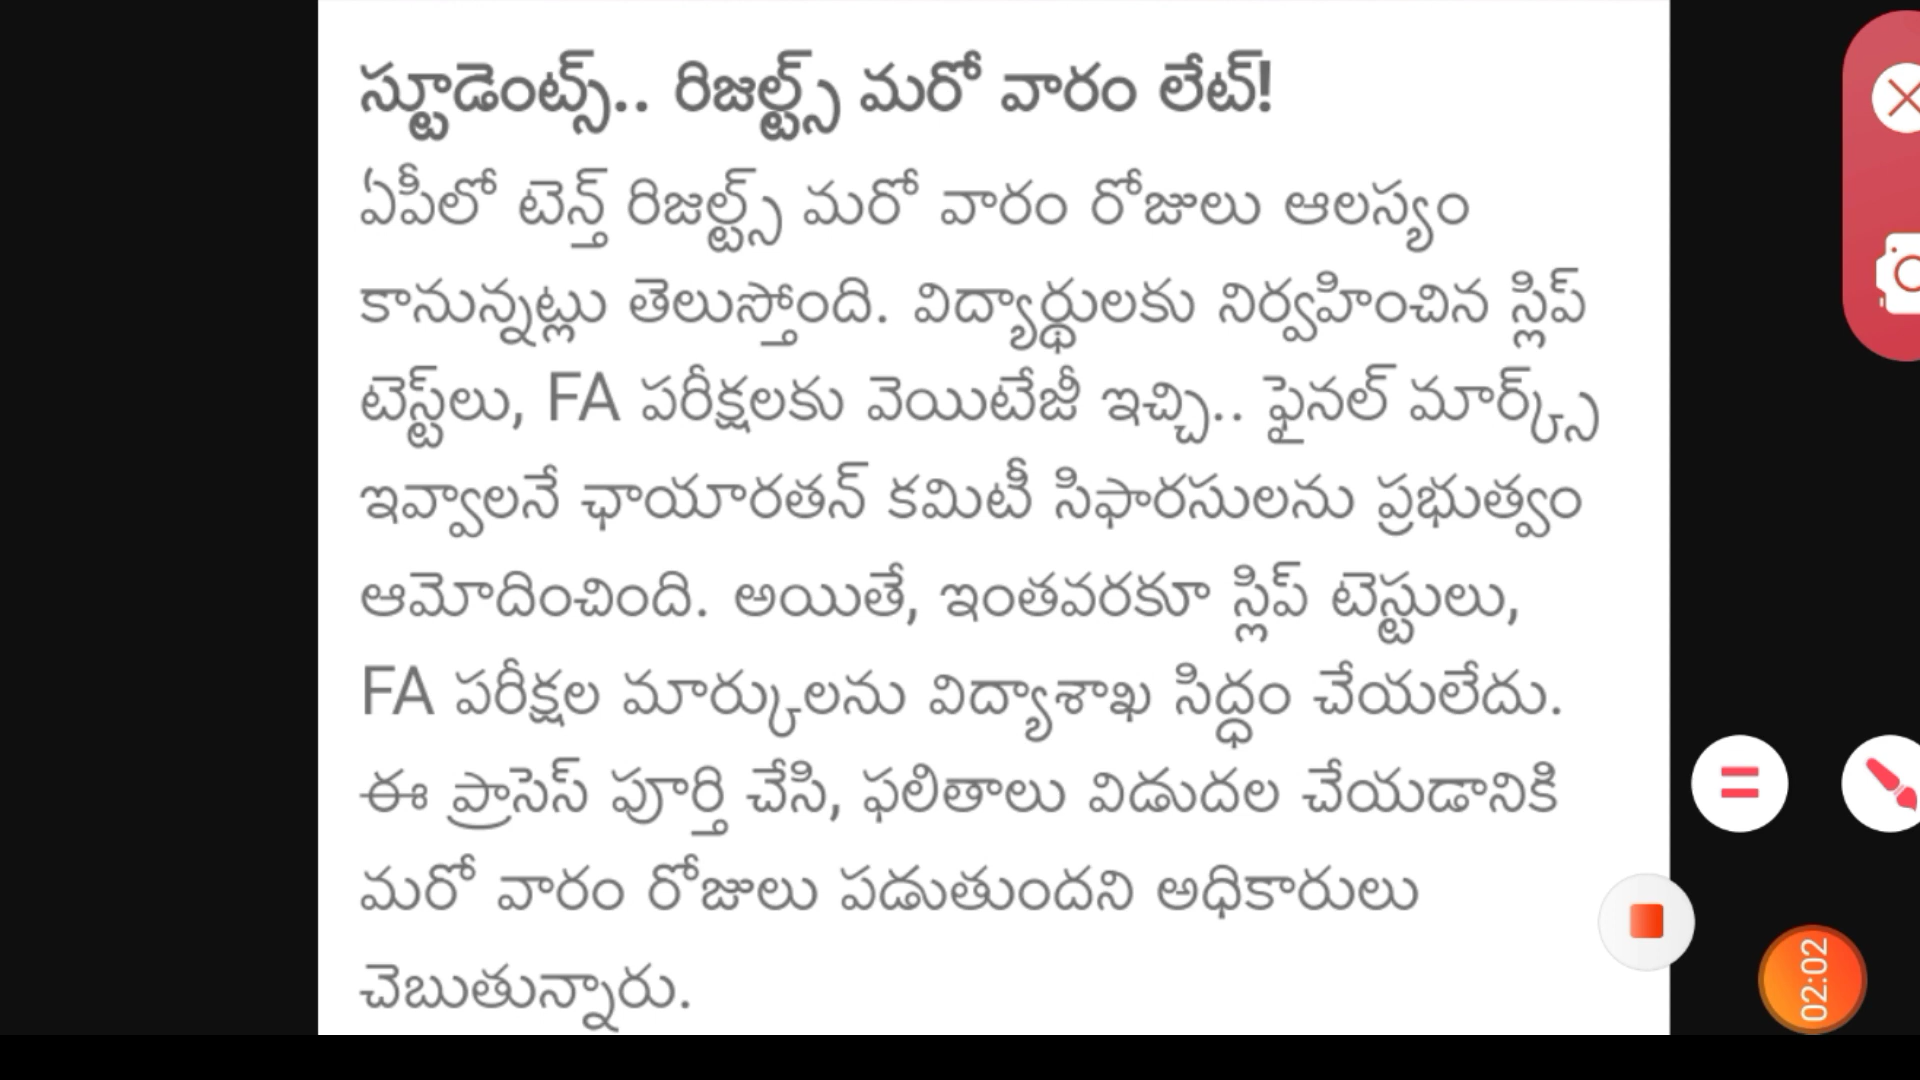 స్టూడెంట్స్.. రిజల్ట్స్ మరో వారం లేట్!
ఏపీలో టెన్త్ రిజల్ట్స్ మరో వారం రోజులు ఆలస్యం
కానున్నట్లు తెలుస్తోంది. విద్యార్థులకు నిర్వహించిన స్లిప్
టెస్ట్‌లు, FA పరీక్షలకు వెయిటేజీ ఇచ్చి.. ఫైనల్ మార్క్స్
ఇవ్వాలనే ఛాయారతన్ కమిటీ సిఫారసులను ప్రభుత్వం
ఆమోదించింది. అయితే, ఇంతవరకూ స్లిప్ టెస్టులు,
FA పరీక్షల మార్కులను విద్యాశాఖ సిద్ధం చేయలేదు.
ఈ ప్రాసెస్ పూర్తి చేసి, ఫలితాలు విడుదల చేయడానికి
మరో వారం రోజులు పడుతుందని అధికారులు
చెబుతున్నారు.
02:02